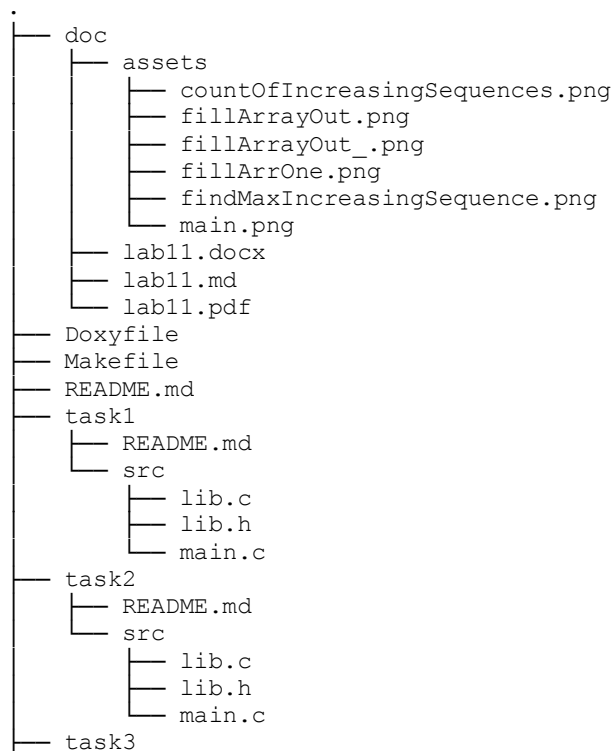 .
├── doc
│   ├── assets
│   │   ├── countOfIncreasingSequences.png
│   │   ├── fillArrayOut.png
│   │   ├── fillArrayOut_.png
│   │   ├── fillArrOne.png
│   │   ├── findMaxIncreasingSequence.png
│   │   └── main.png
│   ├── lab11.docx
│   ├── lab11.md
│   └── lab11.pdf
├── Doxyfile
├── Makefile
├── README.md
├── task1
│   ├── README.md
│   └── src
│       ├── lib.c
│       ├── lib.h
│       └── main.c
├── task2
│   ├── README.md
│   └── src
│       ├── lib.c
│       ├── lib.h
│       └── main.c
├── task3